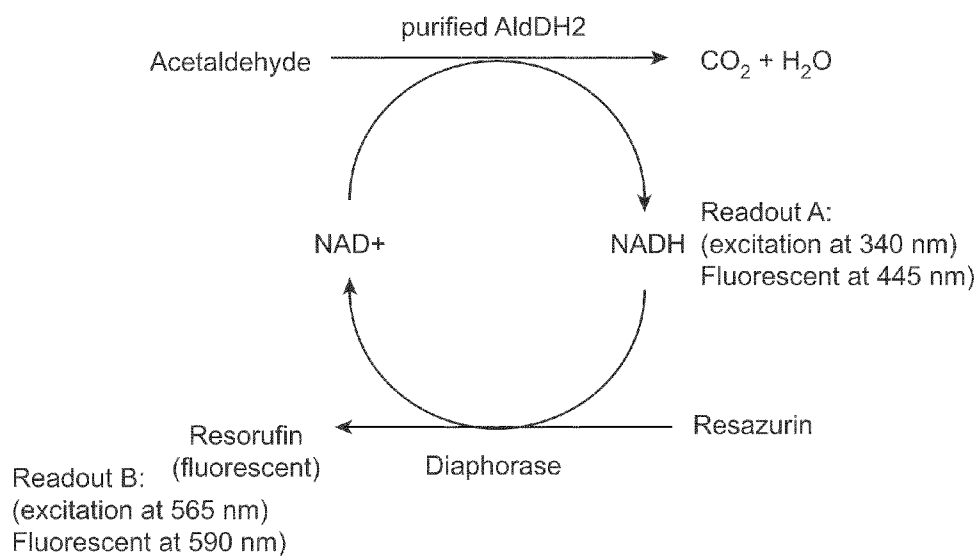 purified AldDH2
Acetaldehyde
CO₂ + H₂O
NAD+
NADH
Readout A:
(excitation at 340 nm)
Fluorescent at 445 nm)
Resorufin
(fluorescent)
Diaphorase
Resazurin
Readout B:
(excitation at 565 nm)
Fluorescent at 590 nm)